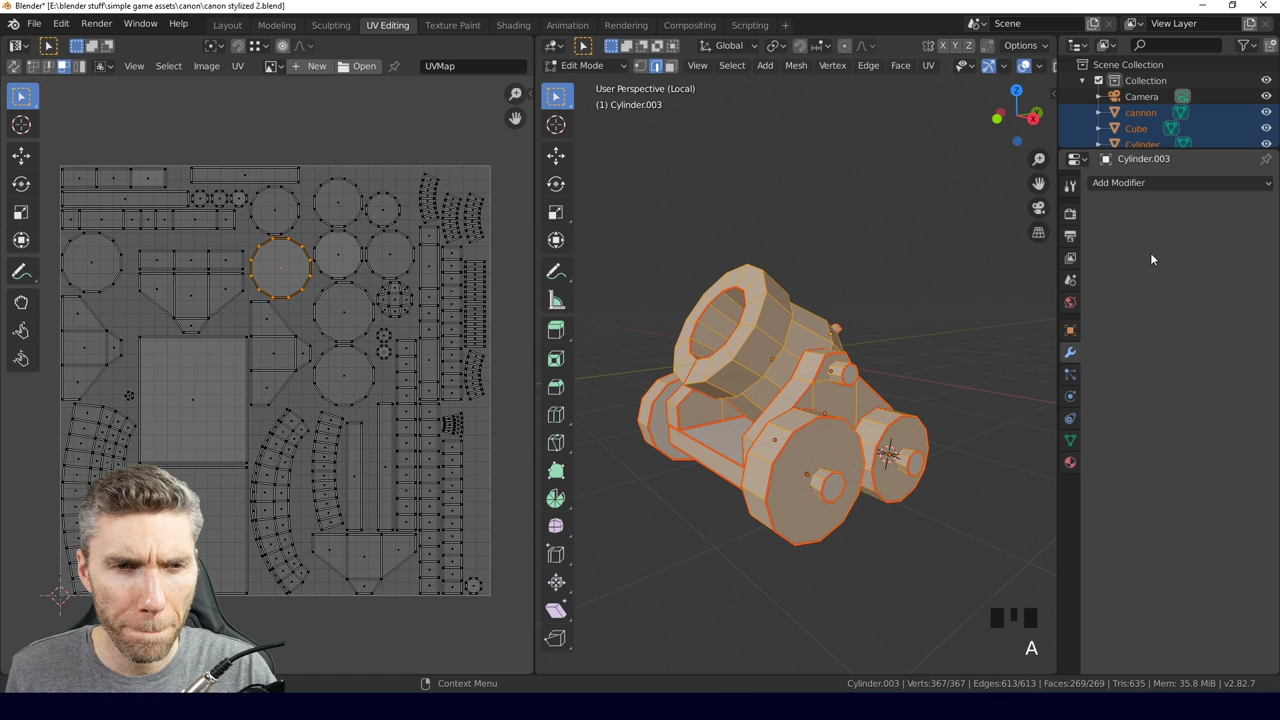 Blender* [E:\blender stuff\simple game assets\canon\canon stylized 2.blend]
File Edit Render Window Help Layout Modeling Sculpting UV Editing Texture Paint Shading Animation Rendering Compositing Scripting + Scene View Layer
Global Options
X Y Z
View Select Image UV New Open UVMap Edit Mode View Select Add Mesh Vertex Edge Face UV
Scene Collection
Collection
Camera
cannon
Cube
Cylinder
User Perspective (Local)
(1) Cylinder.003
Z
X
Cylinder.003
Add Modifier
A
Context Menu
Cylinder.003 | Verts:367/367 | Edges:613/613 | Faces:269/269 | Tris:635 | Mem: 35.8 MiB | v2.82.7